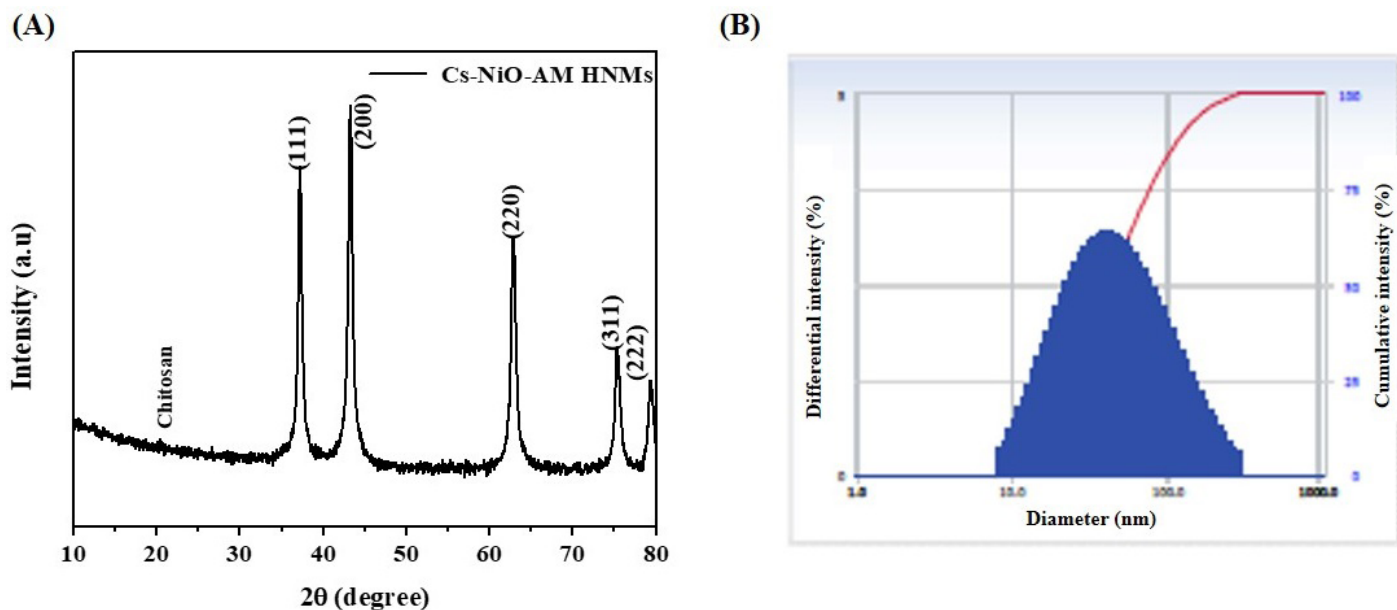 (A)
Cs-NiO-AM HNMs
(111)
(200)
(220)
(311)
(222)
Chitosan
Intensity (a.u)
10 20 30 40 50 60 70 80
2θ (degree)
(B)
Differential intensity (%)
Cumulative intensity (%)
100
75
50
25
0
0
1.0 10.0 100.0 1000.0
Diameter (nm)